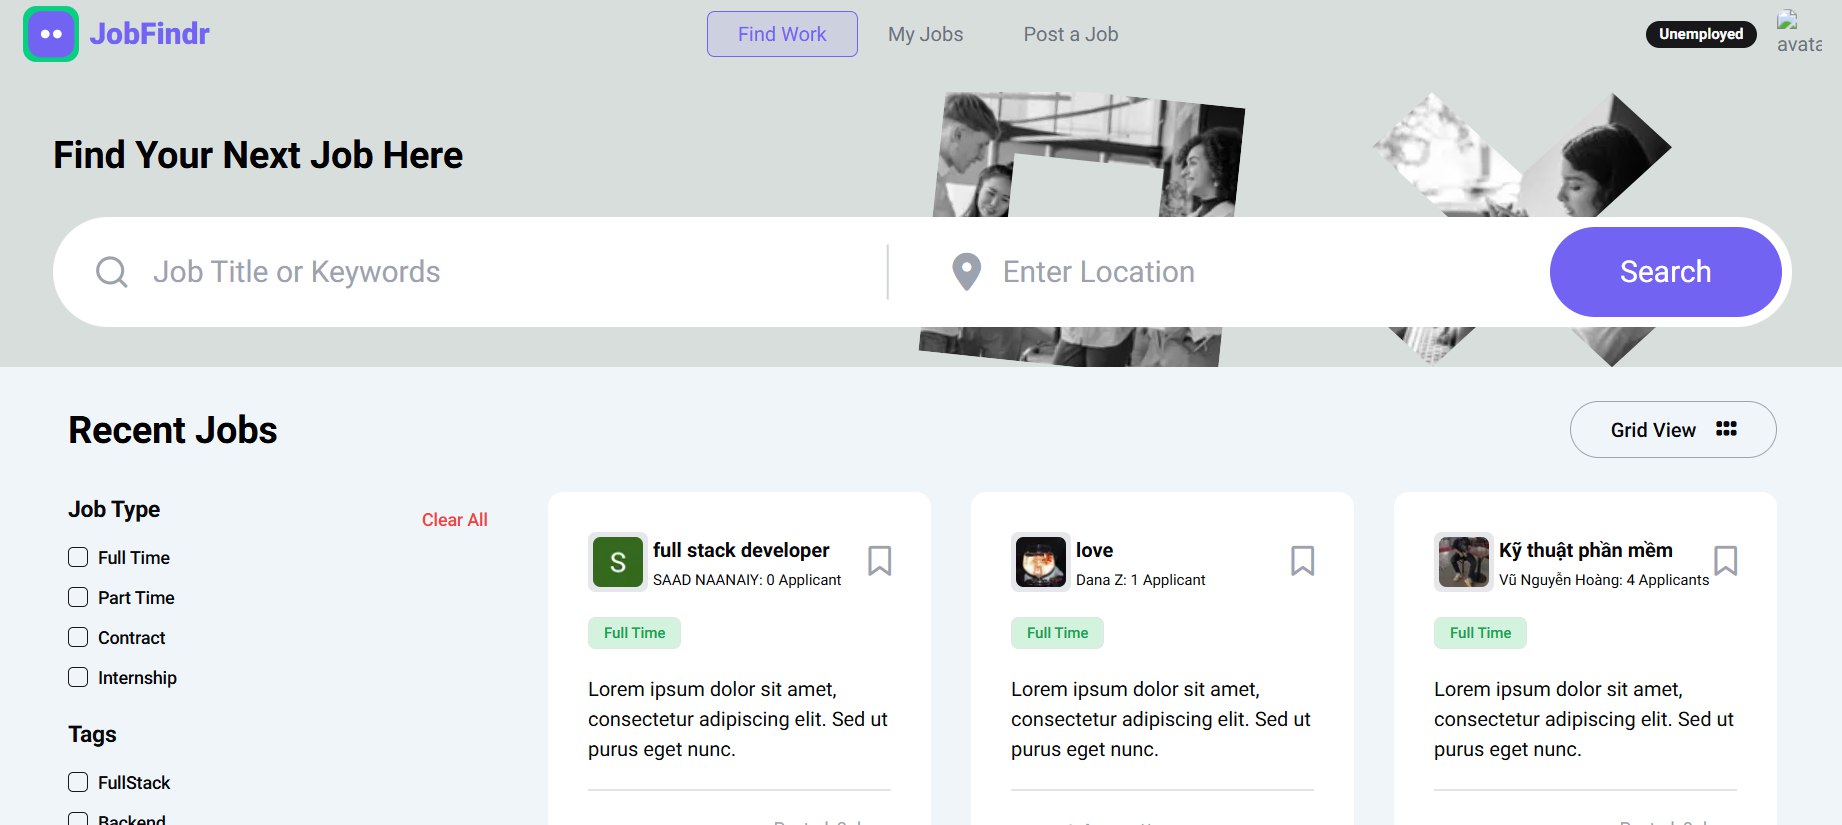 JobFindr
Find Work
My Jobs
Post a Job
Unemployed
Find Your Next Job Here
Job Title or Keywords
Enter Location
Search
Recent Jobs
Grid View
Job Type
Clear All
Full Time
Part Time
Contract
Internship
Tags
FullStack
Backend
S
full stack developer
SAAD NAANAIY: 0 Applicant
Full Time
Lorem ipsum dolor sit amet,
consectetur adipiscing elit. Sed ut
purus eget nunc.
love
Dana Z: 1 Applicant
Full Time
Lorem ipsum dolor sit amet,
consectetur adipiscing elit. Sed ut
purus eget nunc.
Kỹ thuật phần mềm
Vũ Nguyễn Hoàng: 4 Applicants
Full Time
Lorem ipsum dolor sit amet,
consectetur adipiscing elit. Sed ut
purus eget nunc.